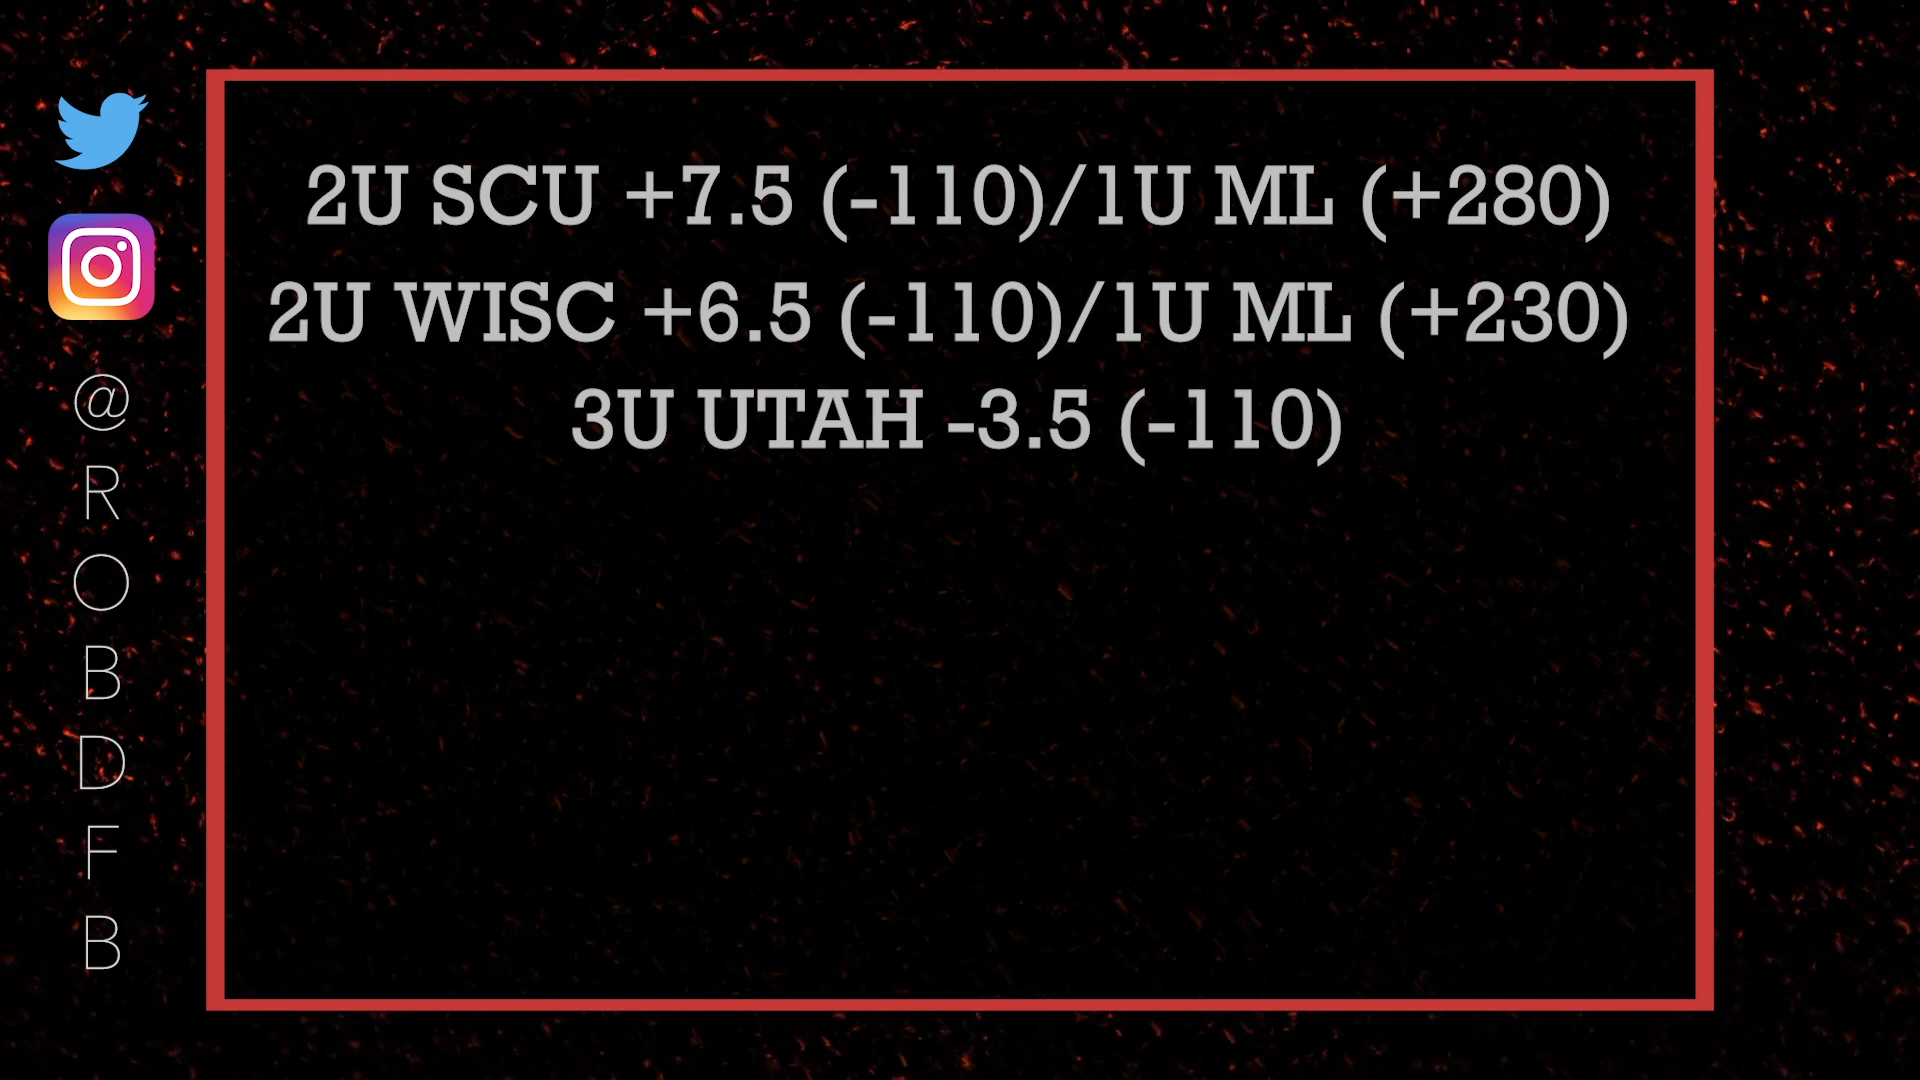 2U SCU +7.5 (-110)/1U ML (+280)
2U WISC +6.5 (-110)/1U ML (+230)
3U UTAH -3.5 (-110)
@
R
O
B
D
F
B